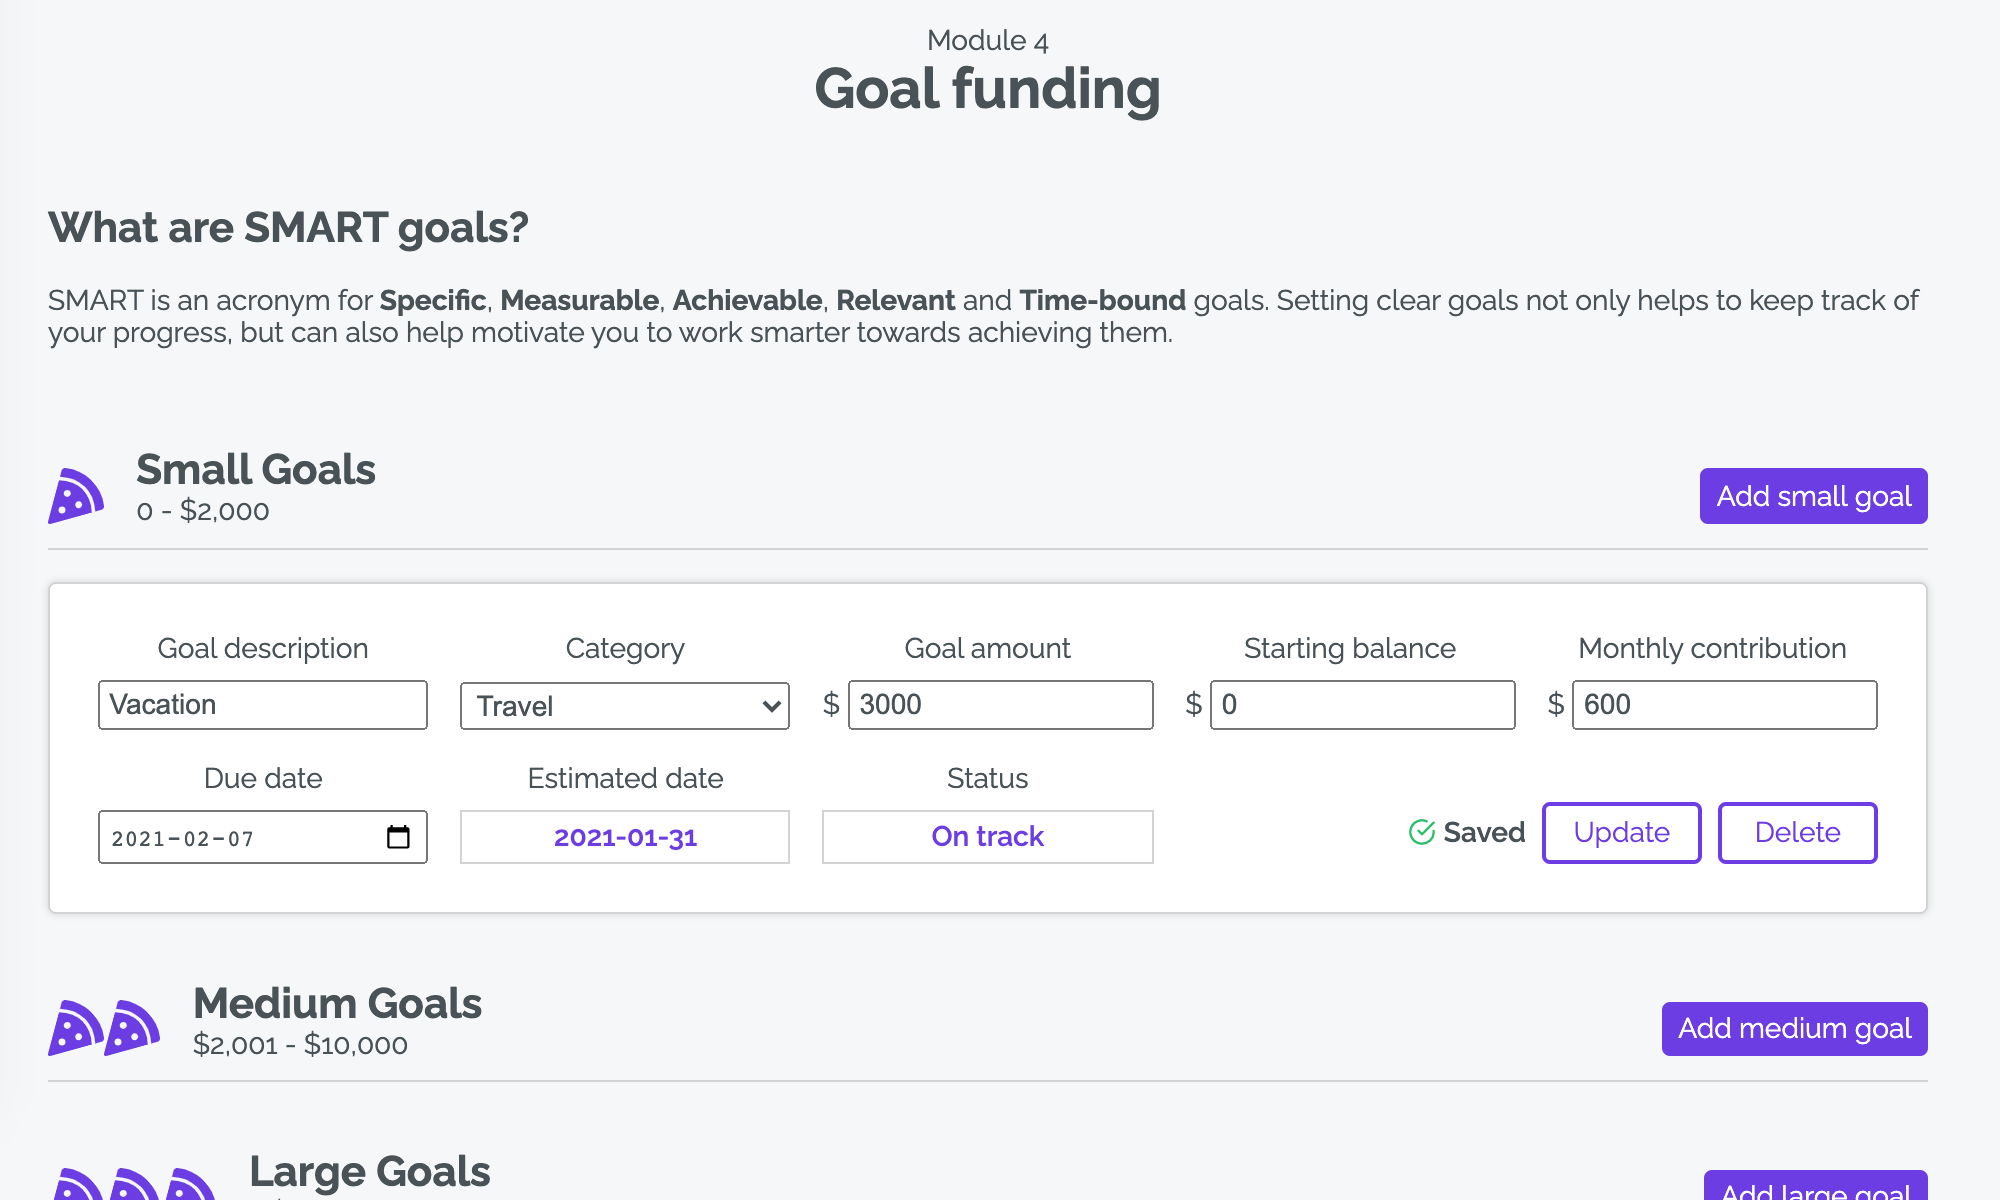 Module 4
Goal funding
What are SMART goals?
SMART is an acronym for Specific, Measurable, Achievable, Relevant and Time-bound goals. Setting clear goals not only helps to keep track of
your progress, but can also help motivate you to work smarter towards achieving them.
Small Goals
0 - $2,000
Add small goal
Goal description
Category
Goal amount
Starting balance
Monthly contribution
Vacation
Travel
$ 3000
$ 0
$ 600
Due date
Estimated date
Status
2021-02-07
2021-01-31
On track
Saved
Update
Delete
Medium Goals
$2,001 - $10,000
Add medium goal
Large Goals
Add large goal